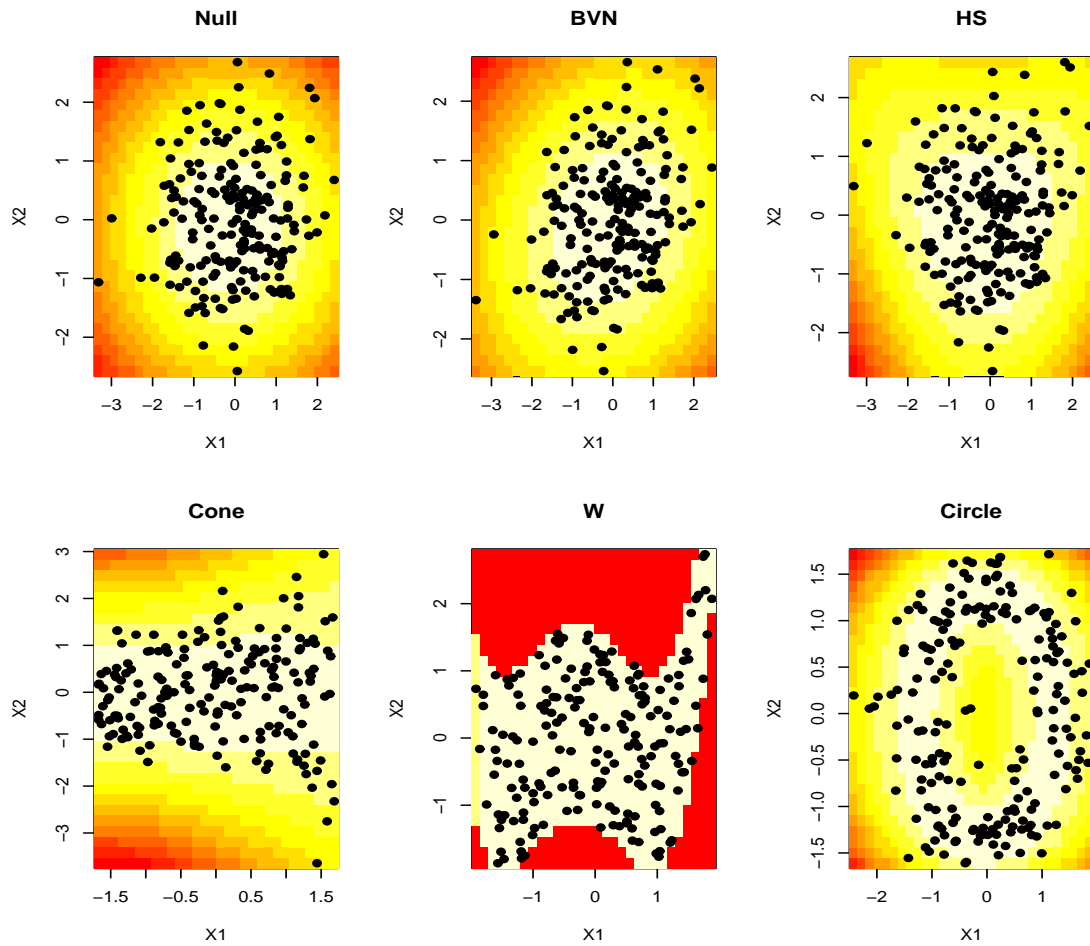 Null BVN HS
X2 −2 −1 0 1 2 X2 −2 −1 0 1 2 X2 −2 −1 0 1 2
−3 −2 −1 0 1 2 −3 −2 −1 0 1 2 −3 −2 −1 0 1 2
X1 X1 X1
Cone W Circle
X2 −3 −2 −1 0 1 2 3 X2 −1 0 1 2 X2 −1.5 −1.0 −0.5 0.0 0.5 1.0 1.5
−1.5 −0.5 0.5 1.5 −1 0 1 −2 −1 0 1
X1 X1 X1